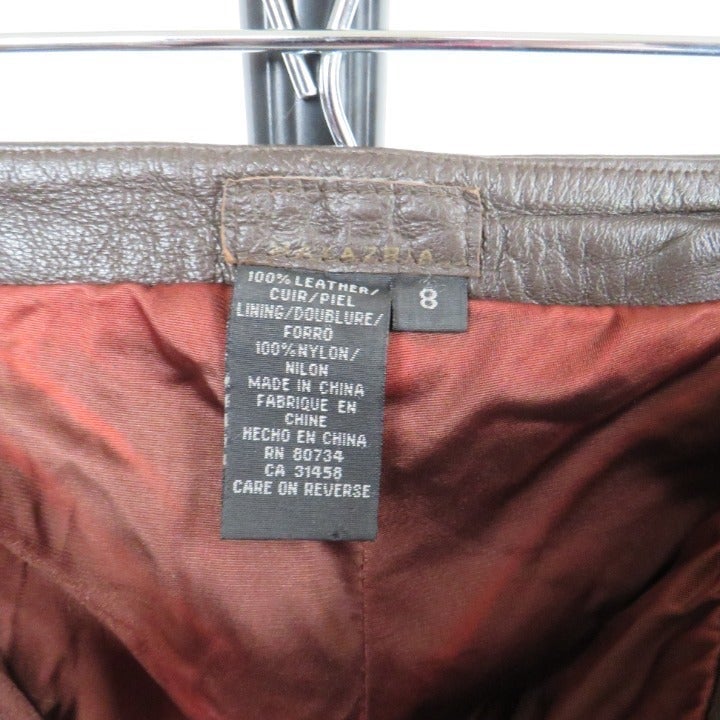 100% LEATHER/
CUIR/PIEL
LINING/DOUBLURE/
FORRO
100% NYLON/
NILON
MADE IN CHINA
FABRIQUE EN
CHINE
HECHO EN CHINA
RN 80734
CA 31458
CARE ON REVERSE
8